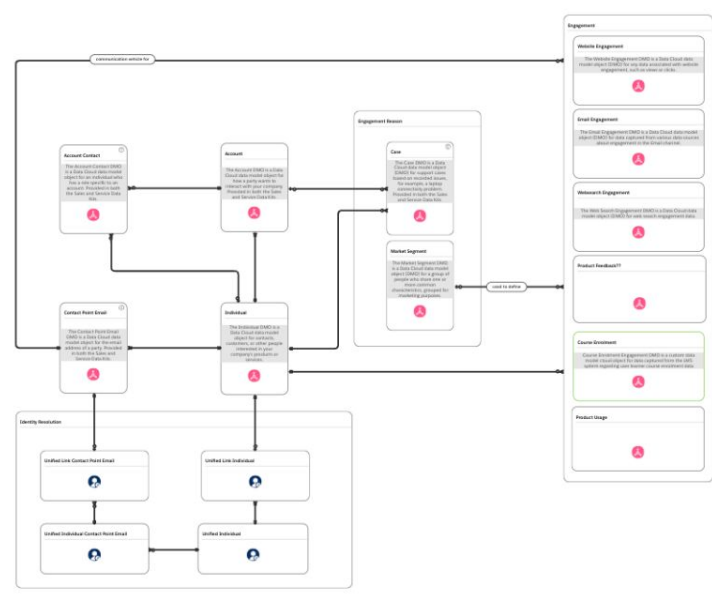 Engagement
Website Engagement
The Website Engagement DMO is a Data Cloud data
model object (DMO) for any data associated with website
engagement, such as views or clicks.
communication vehicle for
Email Engagement
The Email Engagement DMO is a Data Cloud data model
object (DMO) for data captured from various data sources
about engagement in the Email channel.
Engagement Reason
Account Contact
The Account Contact DMO
is a Data Cloud data model
object for an individual who
has a role specific to an
account. Provided in both
the Sales and Service Data
Kits.
Account
The Account DMO is a Data
Cloud data model object for
how a party wants to
interact with your company.
Provided in both the Sales
and Service Data Kits.
Case
The Case DMO is a Data
Cloud data model object
(DMO) for support cases
based on recorded issues,
for example, a laptop
connectivity problem.
Provided in both the Sales
and Service Data Kits.
Websearch Engagement
The Web Search Engagement DMO is a Data Cloud data
model object (DMO) for web search engagement data.
Market Segment
The Market Segment DMO
is a Data Cloud data model
object (DMO) for a group of
people who share one or
more common
characteristics, grouped for
marketing purposes.
used to define
Product Feedback??
Contact Point Email
The Contact Point Email
DMO is a Data Cloud data
model object for the email
address of a party. Provided
in both the Sales and
Service Data Kits.
Individual
The Individual DMO is a
Data Cloud data model
object for contacts,
customers, or other people
interested in your
company's products or
services.
Course Enrolment
Course Enrolment Engagement DMO is a custom data
model cloud object for data captured from the LMS
system reporting user learner course enrolment data
Product Usage
Identity Resolution
Unified Link Contact Point Email
Unified Link Individual
Unified Individual Contact Point Email
Unified Individual